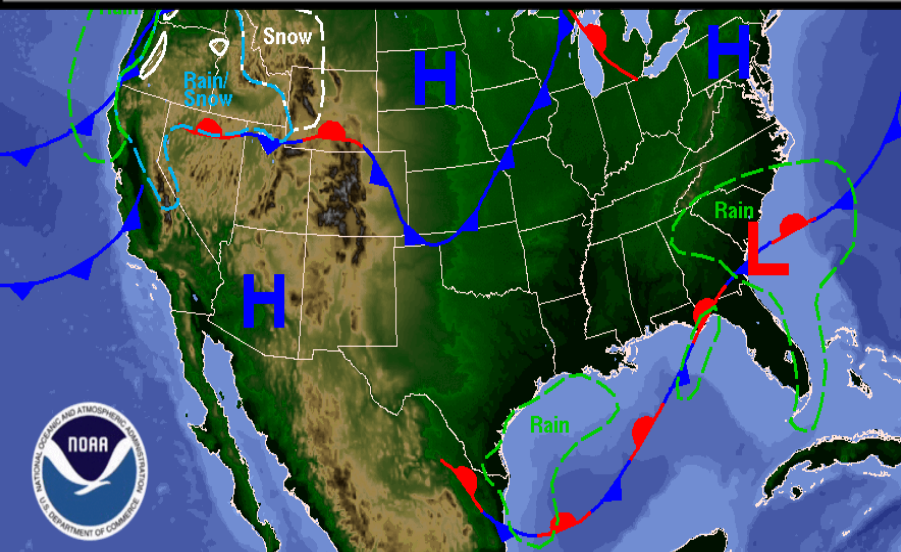 Snow
H
H
Rain/
Snow
Rain
L
H
Rain
NATIONAL OCEANIC AND ATMOSPHERIC ADMINISTRATION
NOAA
U.S. DEPARTMENT OF COMMERCE